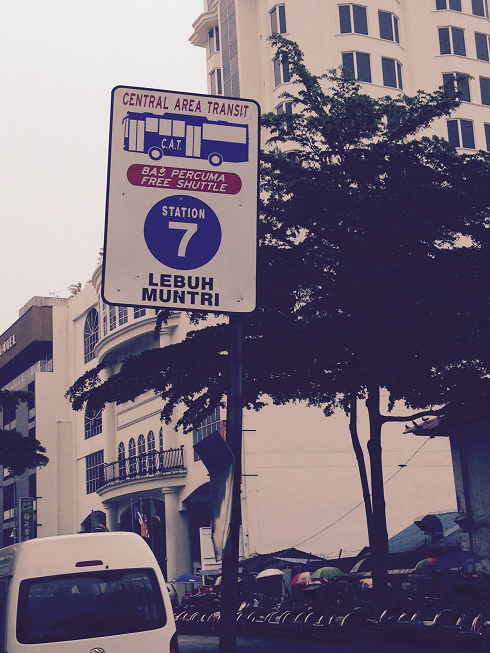 CENTRAL AREA TRANSIT
C.A.T.
BAS PERCUMA
FREE SHUTTLE
STATION
7
LEBUH
MUNTRI